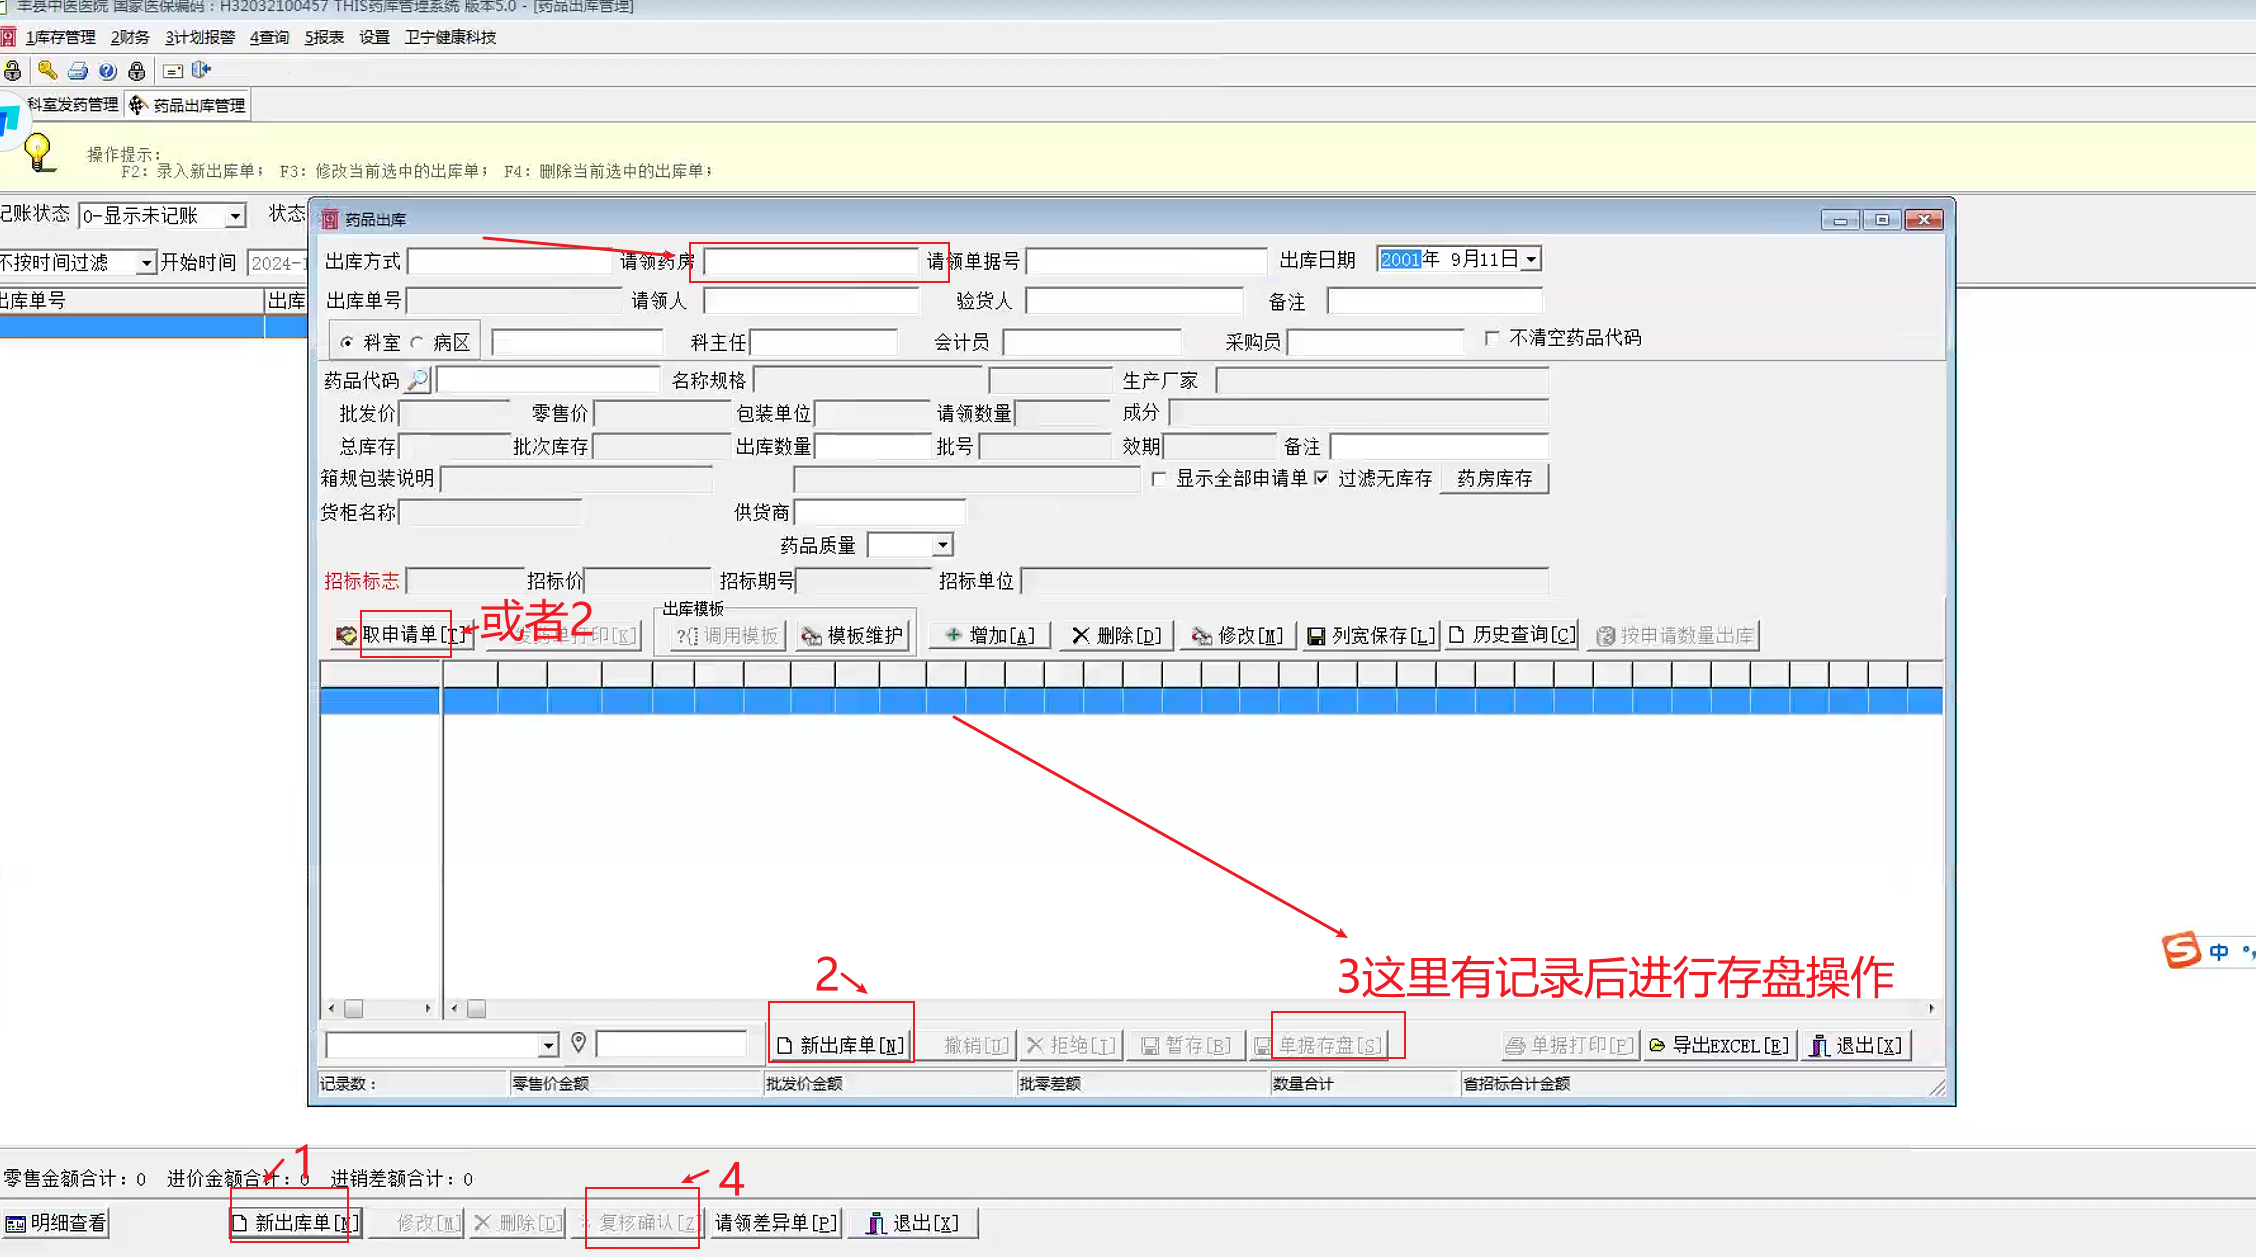 丰县中医医院 国家医保编码：H32032100457 THIS药库管理系统 版本5.0 - [药品出库管理]
1库存管理 2财务 3计划报警 4查询 5报表 设置 卫宁健康科技
科室发药管理 药品出库管理
操作提示：
F2：录入新出库单； F3：修改当前选中的出库单； F4：删除当前选中的出库单；
记账状态 0-显示未记账 状态
不按时间过滤 开始时间 2024-1
出库单号 出库
药品出库
出库方式 请领药房 请领单据号 出库日期 2001年 9月11日
出库单号 请领人 验货人 备注
科室 病区 科主任 会计员 采购员 不清空药品代码
药品代码 名称规格 生产厂家
批发价 零售价 包装单位 请领数量 成分
总库存 批次库存 出库数量 批号 效期 备注
箱规包装说明 显示全部申请单 过滤无库存 药房库存
货柜名称 供货商
药品质量
招标标志 招标价 招标期号 招标单位
出库模板
取申请单[T] 或者2 发药单打印[K] 调用模板 模板维护 增加[A] 删除[D] 修改[M] 列宽保存[L] 历史查询[C] 按申请数量出库
2
3这里有记录后进行存盘操作
中
新出库单[N] 撤销[U] 拒绝[I] 暂存[B] 单据存盘[S] 单据打印[P] 导出EXCEL[E] 退出[X]
记录数： 零售价金额 批发价金额 批零差额 数量合计 省招标合计金额
1
4
零售金额合计：0 进价金额合计：0 进销差额合计：0
明细查看 新出库单[N] 修改[M] 删除[D] 复核确认[Z] 请领差异单[P] 退出[X]